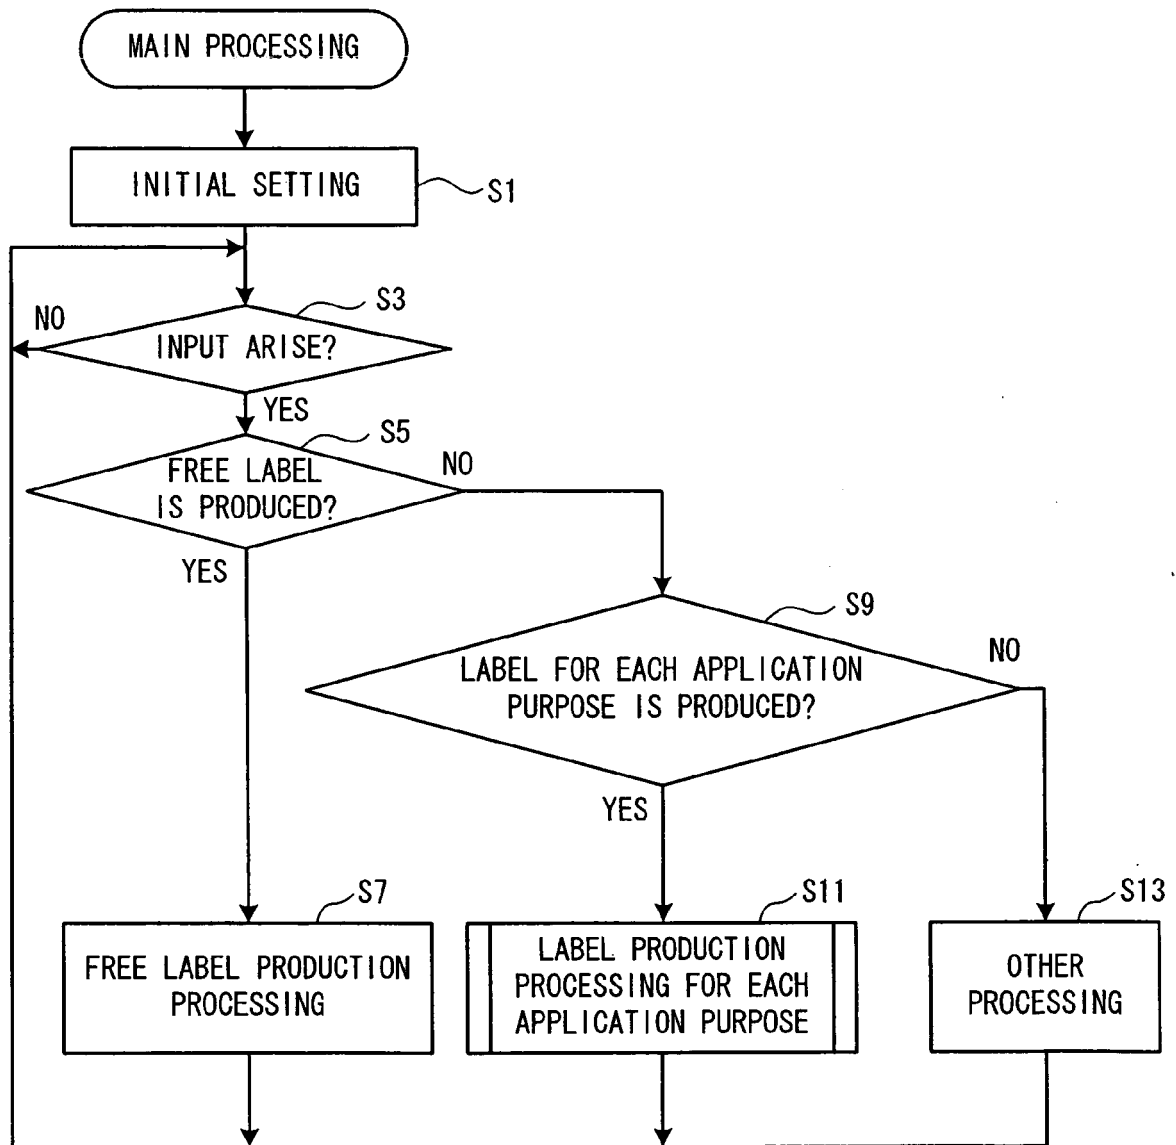 MAIN PROCESSING
INITIAL SETTING
S1
S3
NO
INPUT ARISE?
YES
S5
FREE LABEL
IS PRODUCED?
NO
YES
S9
LABEL FOR EACH APPLICATION
PURPOSE IS PRODUCED?
NO
YES
S7
FREE LABEL PRODUCTION
PROCESSING
S11
LABEL PRODUCTION
PROCESSING FOR EACH
APPLICATION PURPOSE
S13
OTHER
PROCESSING